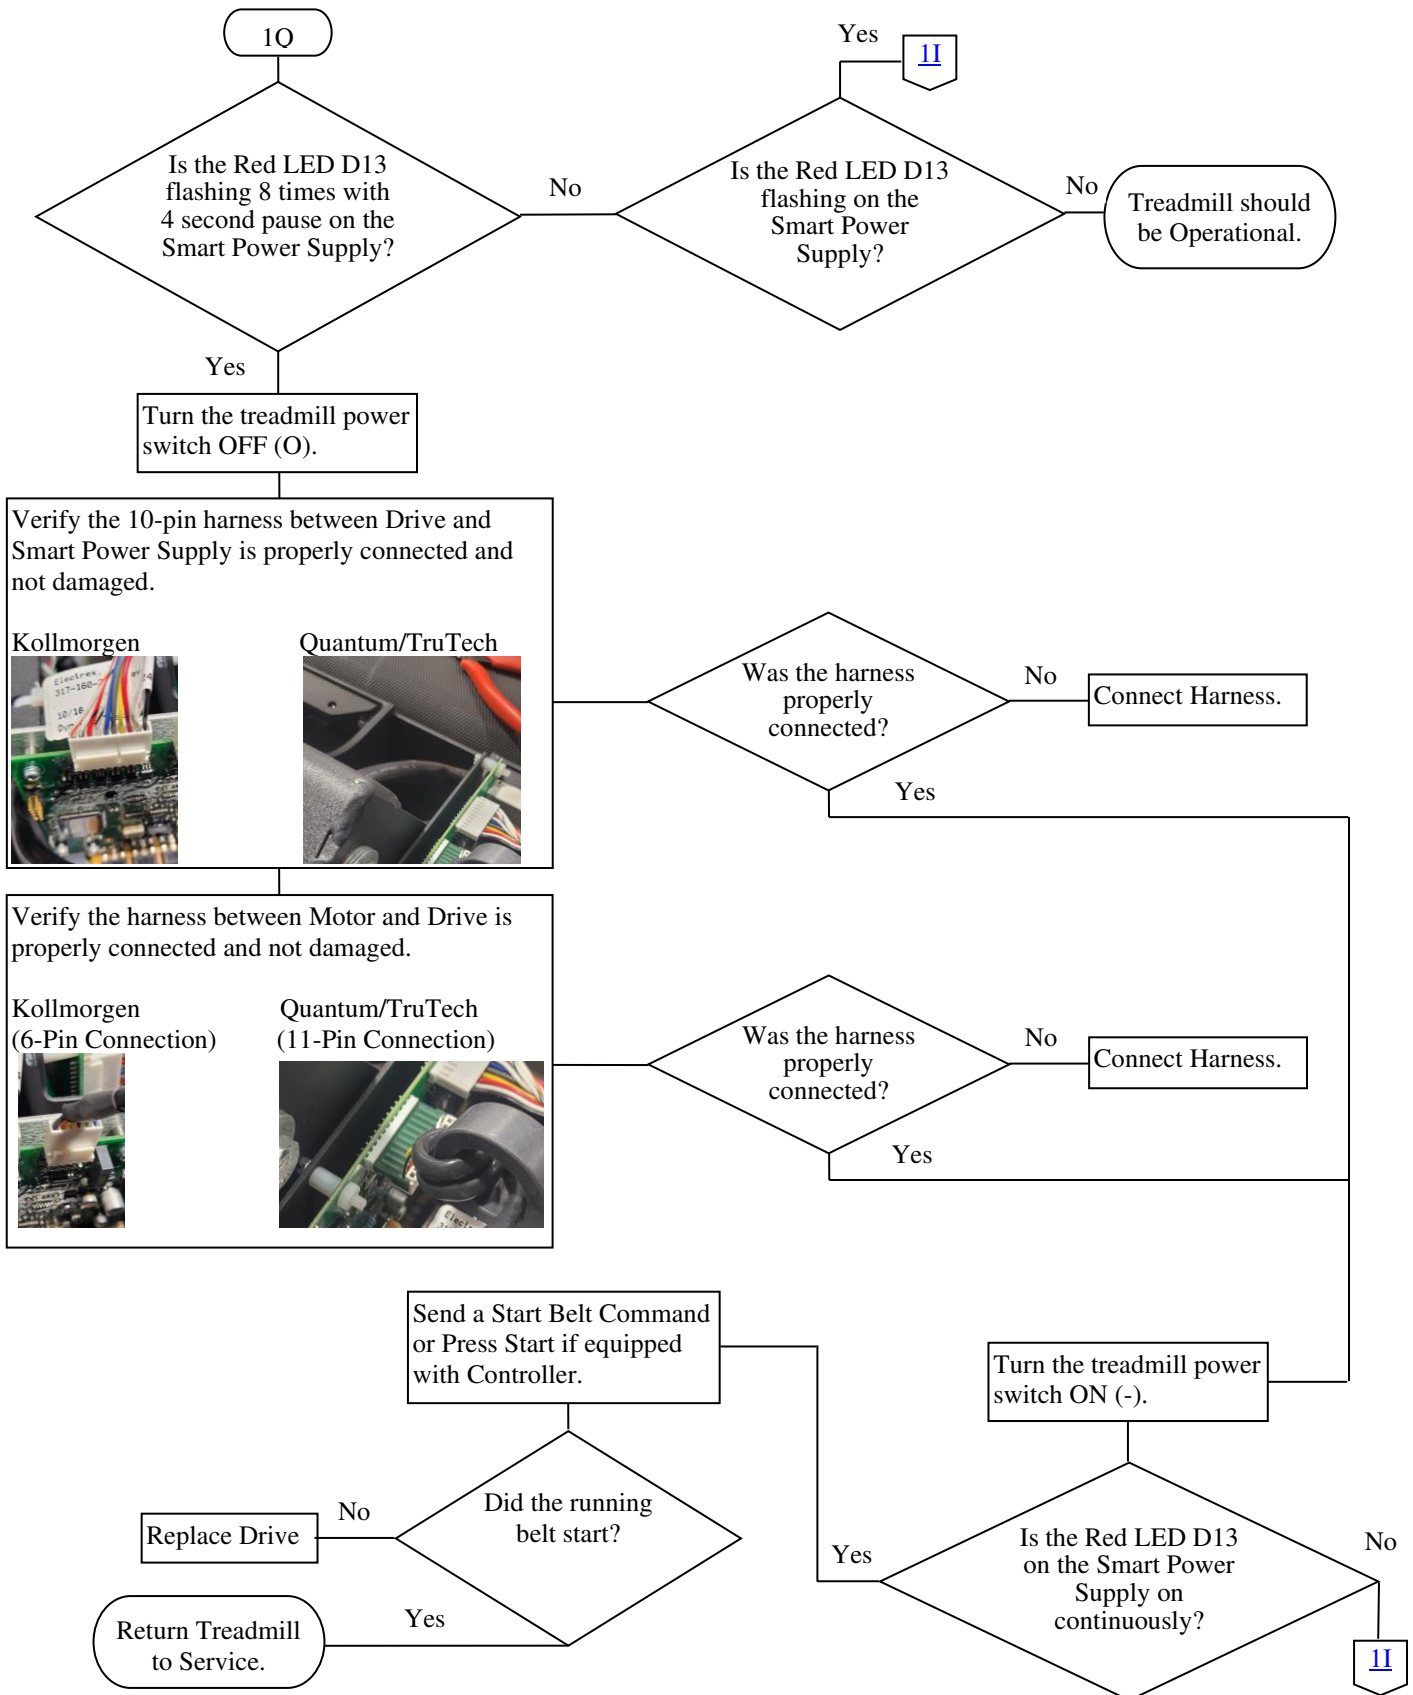 1Q
Is the Red LED D13
flashing 8 times with
4 second pause on the
Smart Power Supply?
No
Yes
1I
Is the Red LED D13
flashing on the
Smart Power
Supply?
No
Treadmill should
be Operational.
Yes
Turn the treadmill power
switch OFF (O).
Verify the 10-pin harness between Drive and
Smart Power Supply is properly connected and
not damaged.
Kollmorgen
Quantum/TruTech
Electrex,
10/16
Was the harness
properly
connected?
No
Connect Harness.
Yes
Verify the harness between Motor and Drive is
properly connected and not damaged.
Kollmorgen
(6-Pin Connection)
Quantum/TruTech
(11-Pin Connection)
Was the harness
properly
connected?
No
Connect Harness.
Yes
Send a Start Belt Command
or Press Start if equipped
with Controller.
Turn the treadmill power
switch ON (-).
Did the running
belt start?
No
Replace Drive
Yes
Return Treadmill
to Service.
Is the Red LED D13
on the Smart Power
Supply on
continuously?
Yes
No
1I